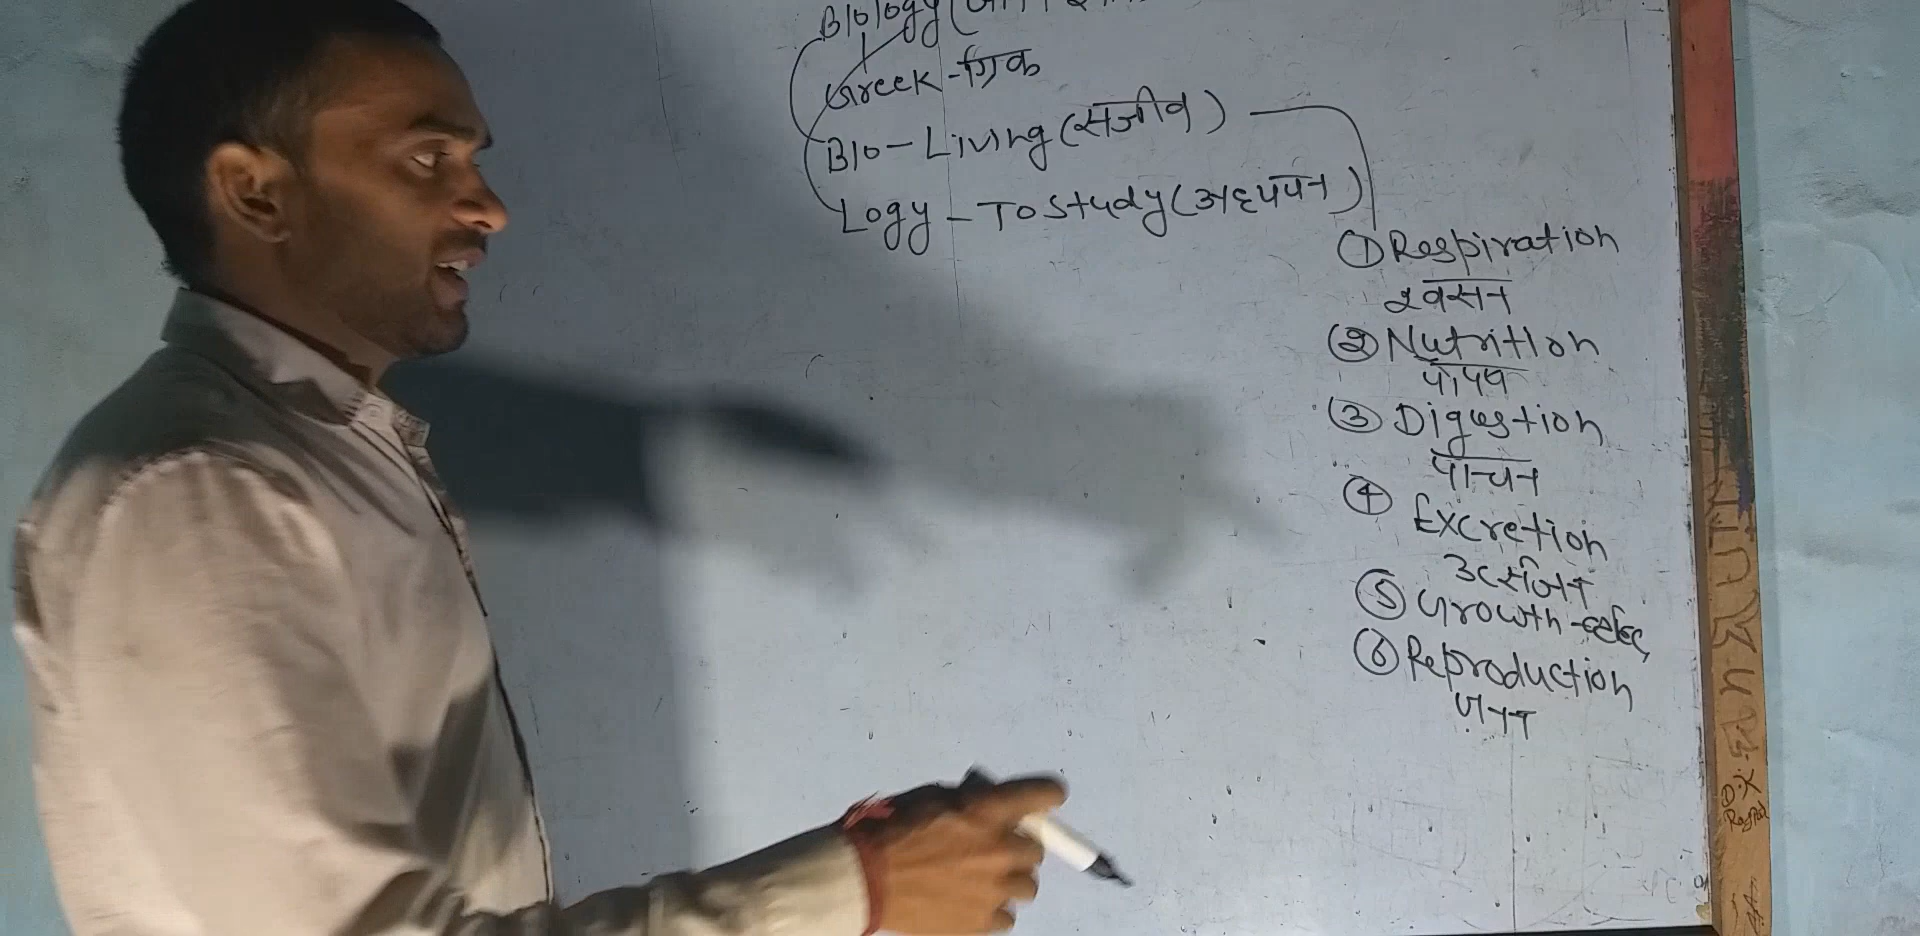 Biology (
Greek - ग्रिक
Bio - Living (सजीव)
Logy - To study (अध्ययन)
① Respiration
श्वसन
② Nutrition
पोषण
③ Digestion
पाचन
④ Excretion
उत्सर्जन
⑤ Growth - वृद्धि
⑥ Reproduction
जनन